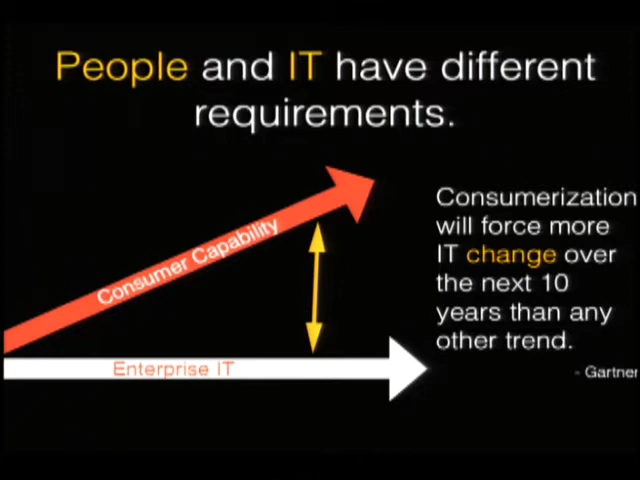 People and IT have different
requirements.
Consumer Capability
Enterprise IT
Consumerization
will force more
IT change over
the next 10
years than any
other trend.
- Gartner